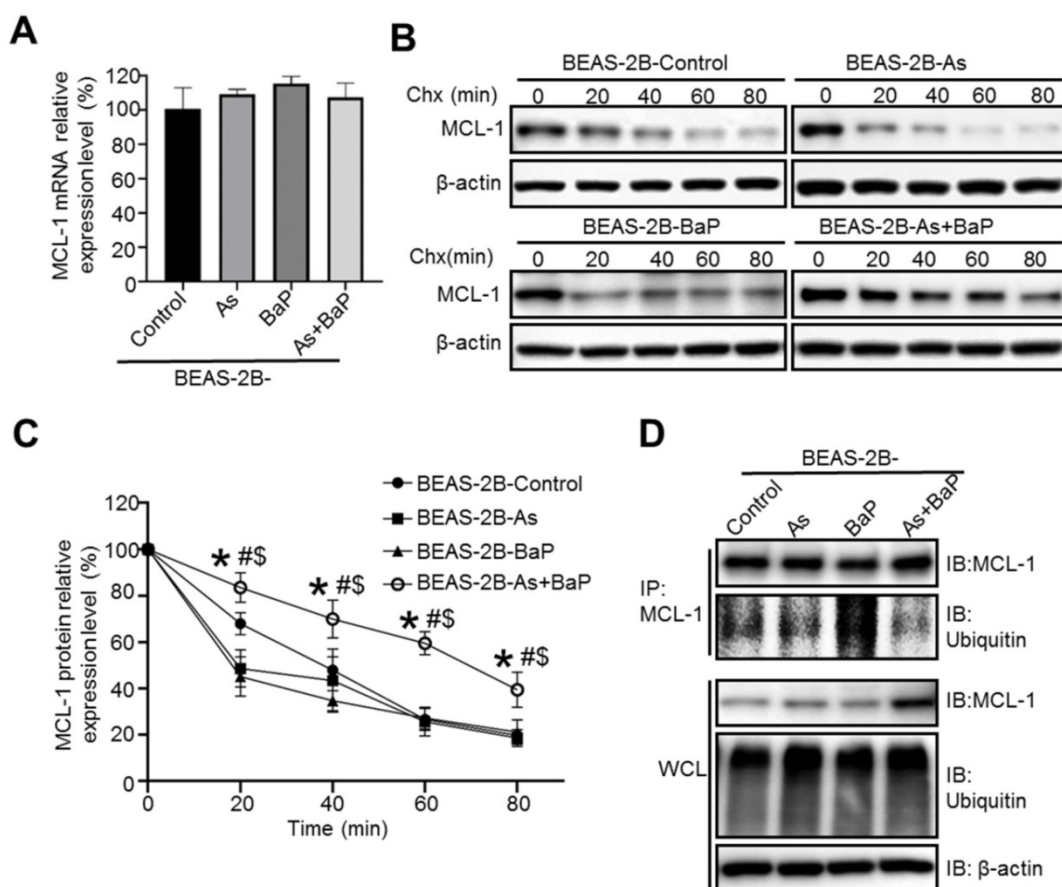 A
MCL-1 mRNA relative
expression level (%)
120
100
80
60
40
20
0
Control
As
BaP
As+BaP
BEAS-2B-
B
BEAS-2B-Control
BEAS-2B-As
Chx (min)
0 20 40 60 80
0 20 40 60 80
MCL-1
β-actin
BEAS-2B-BaP
BEAS-2B-As+BaP
Chx(min)
0 20 40 60 80
0 20 40 60 80
MCL-1
β-actin
C
MCL-1 protein relative
expression level (%)
120
100
80
60
40
20
0
BEAS-2B-Control
BEAS-2B-As
BEAS-2B-BaP
BEAS-2B-As+BaP
* #$
* #$
* #$
* #$
0 20 40 60 80
Time (min)
D
BEAS-2B-
Control
As
BaP
As+BaP
IP:
MCL-1
IB:MCL-1
IB:
Ubiquitin
WCL
IB:MCL-1
IB:
Ubiquitin
IB: β-actin